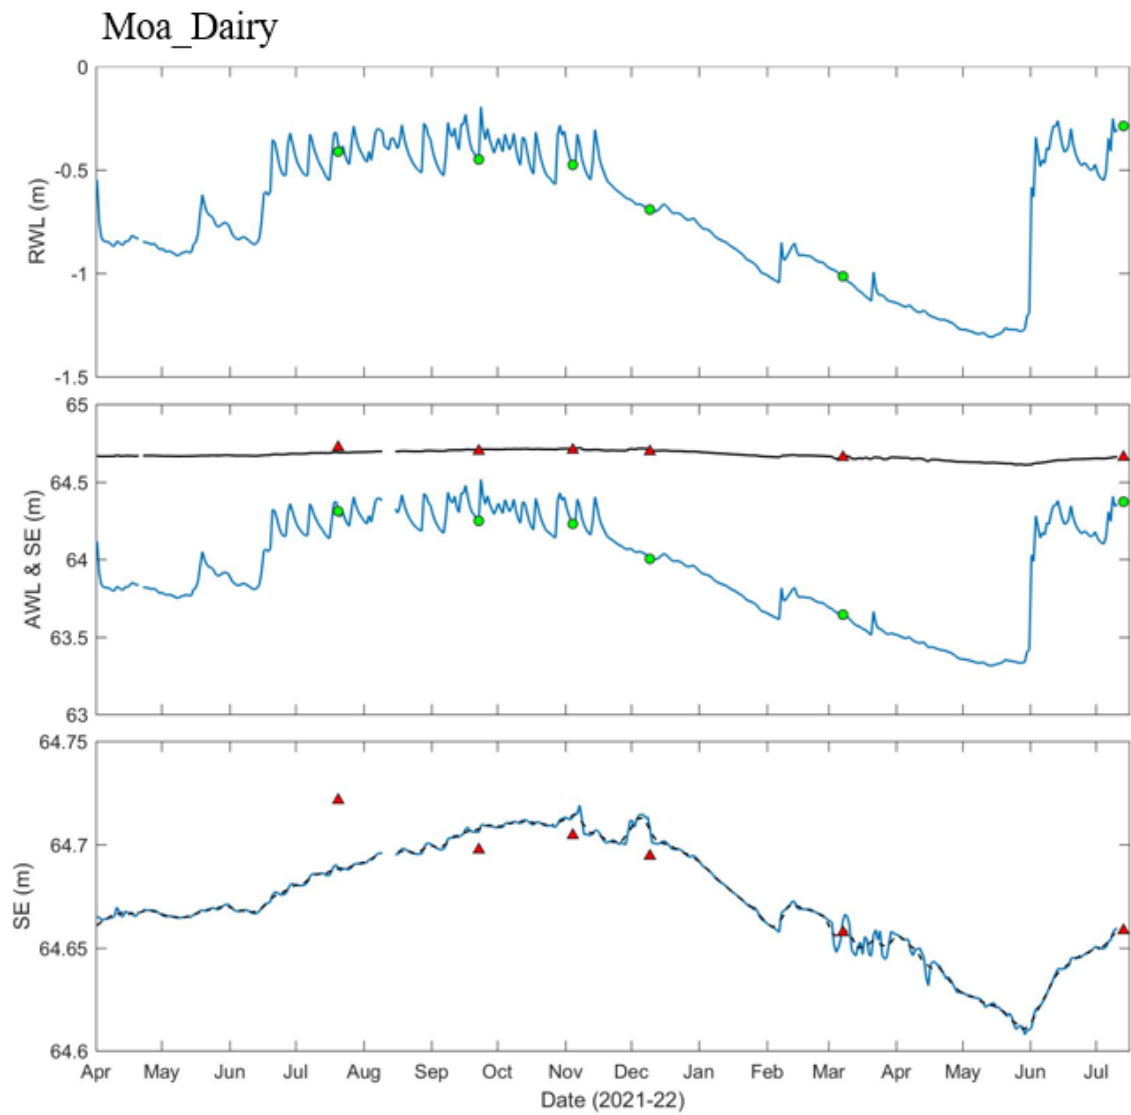 Moa_Dairy
0
-0.5
-1
-1.5
RWL (m)
65
64.5
64
63.5
63
AWL & SE (m)
64.75
64.7
64.65
64.6
SE (m)
Apr May Jun Jul Aug Sep Oct Nov Dec Jan Feb Mar Apr May Jun Jul
Date (2021-22)